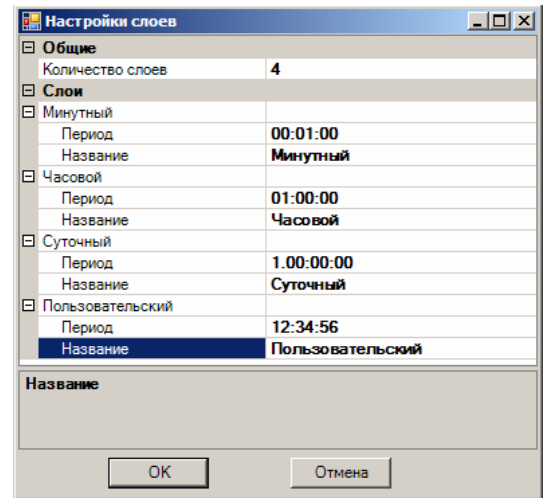 Настройки слоев
Общие
Количество слоев 4
Слои
Минутный
Период 00:01:00
Название Минутный
Часовой
Период 01:00:00
Название Часовой
Суточный
Период 1.00:00:00
Название Суточный
Пользовательский
Период 12:34:56
Название Пользовательский
Название
OK Отмена